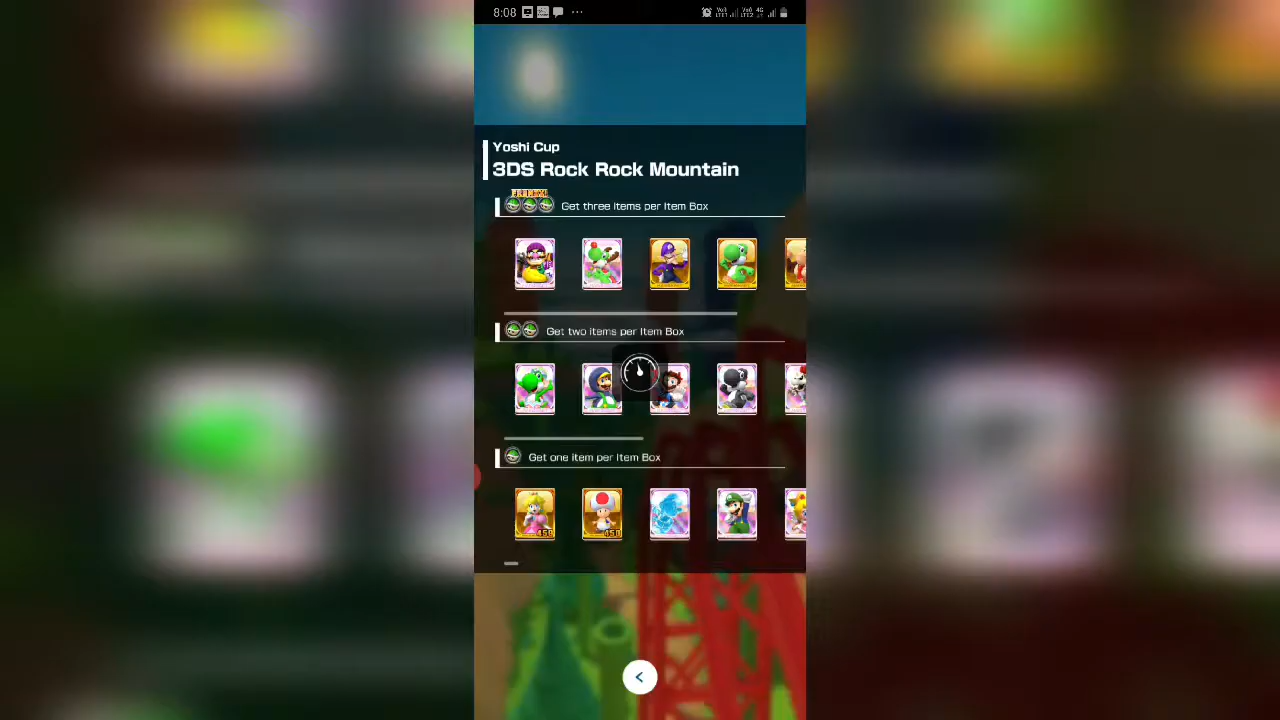 8:08
Yoshi Cup
3DS Rock Rock Mountain
FRENZY!
Get three items per Item Box
Get two items per Item Box
Get one item per Item Box